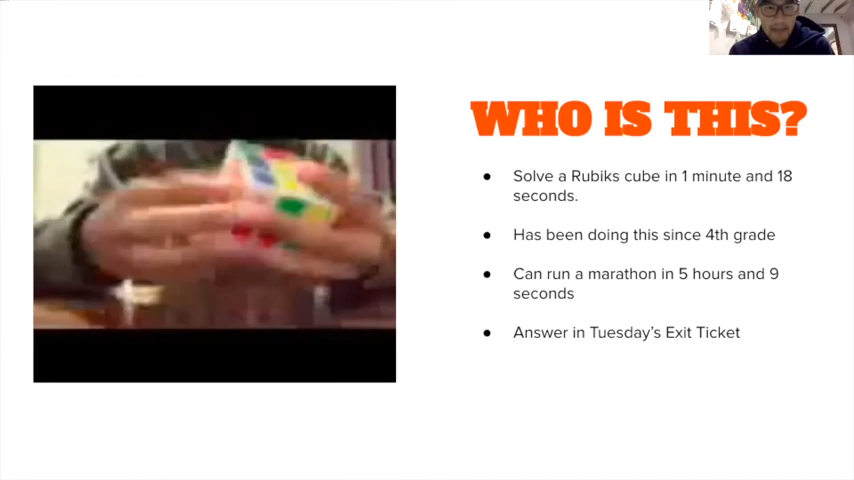 WHO IS THIS?
Solve a Rubiks cube in 1 minute and 18
seconds.
Has been doing this since 4th grade
Can run a marathon in 5 hours and 9
seconds
Answer in Tuesday's Exit Ticket